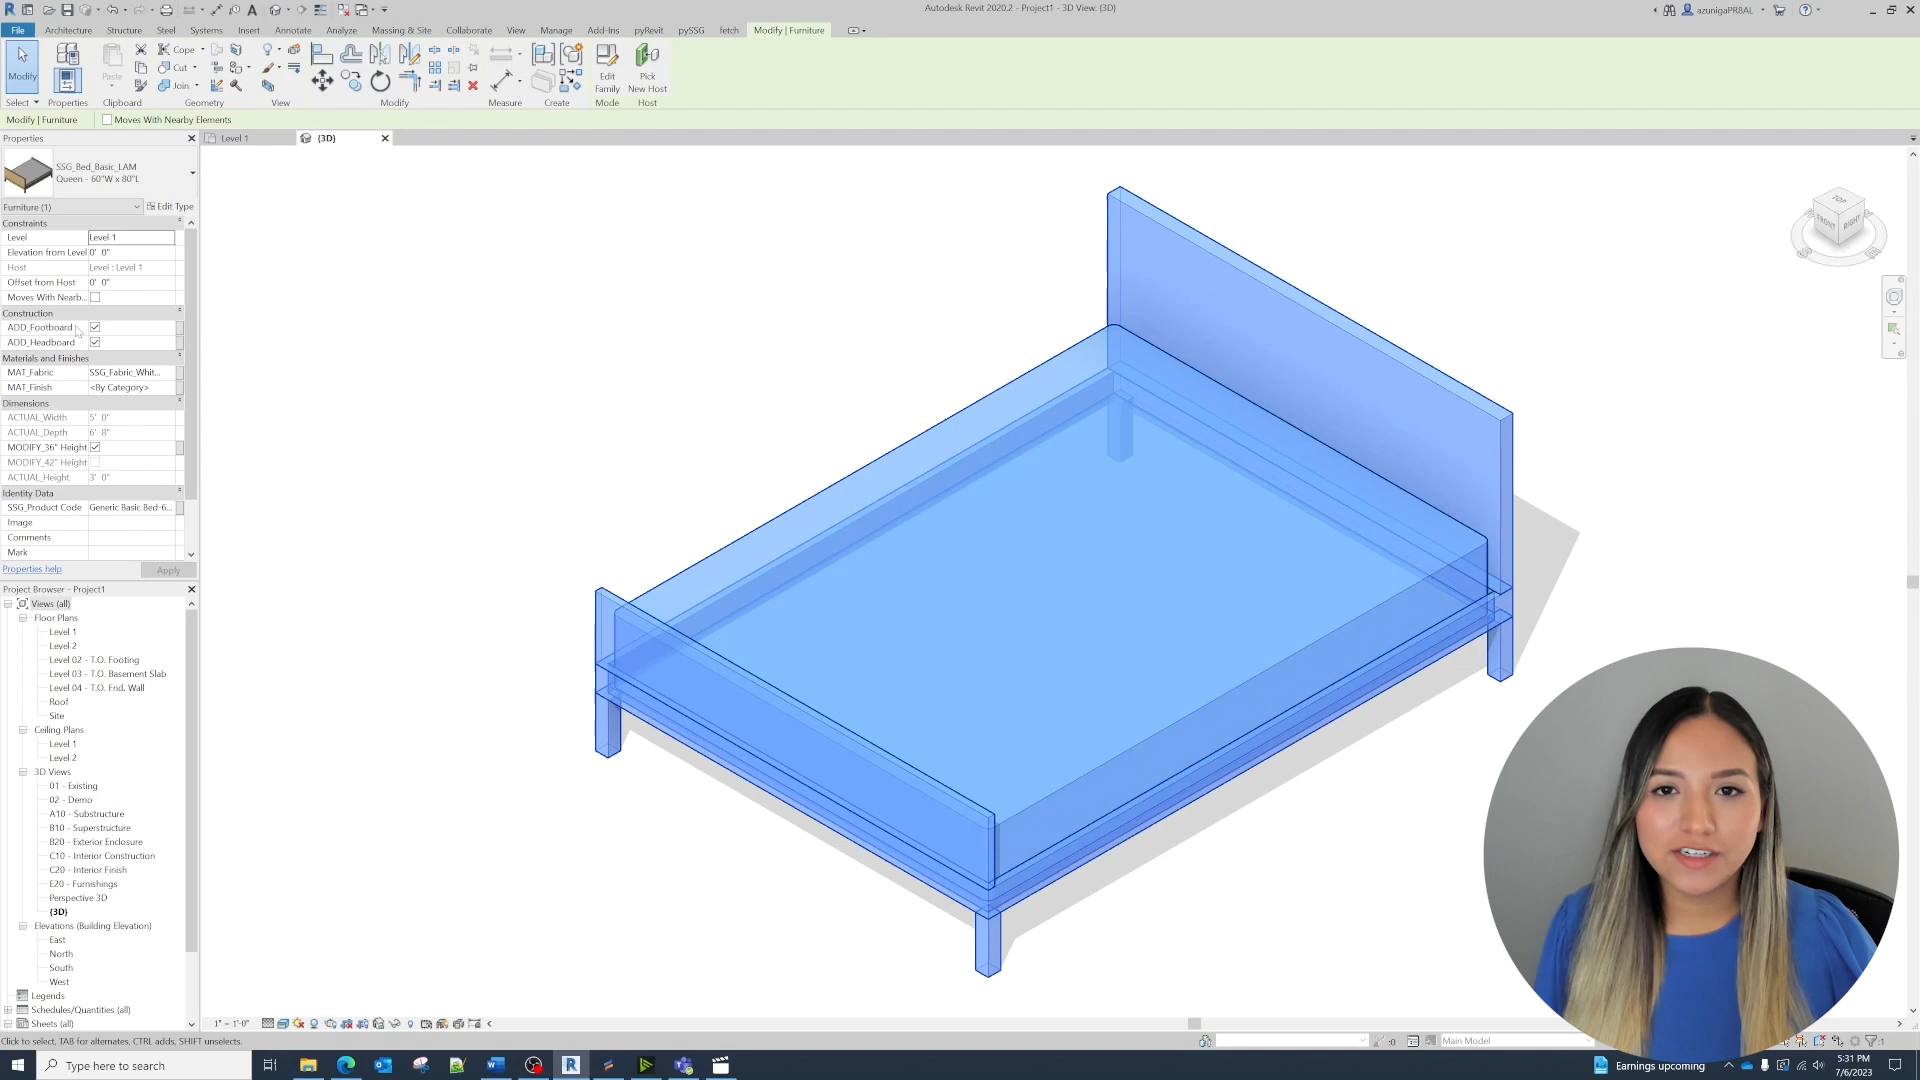 Autodesk Revit 2020.2 - Project1 - 3D View: {3D}
azunigaPR8AL
File Architecture Structure Steel Systems Insert Annotate Analyze Massing & Site Collaborate View Manage Add-Ins pyRevit pySSG fetch Modify | Furniture
Modify
Paste
Cope
Cut
Join
Edit Family
Pick New Host
Select Properties Clipboard Geometry View Modify Measure Create Mode Host
Modify | Furniture Moves With Nearby Elements
Properties
Level 1
{3D}
SSG_Bed_Basic_LAM
Queen - 60"W x 80"L
Furniture (1) Edit Type
Constraints
Level Level 1
Elevation from Level 0' 0"
Host Level : Level 1
Offset from Host 0' 0"
Moves With Nearb...
Construction
ADD_Footboard
ADD_Headboard
Materials and Finishes
MAT_Fabric SSG_Fabric_Whit...
MAT_Finish <By Category>
Dimensions
ACTUAL_Width 5' 0"
ACTUAL_Depth 6' 8"
MODIFY_36" Height
MODIFY_42" Height
ACTUAL_Height 3' 0"
Identity Data
SSG_Product Code Generic Basic Bed-6...
Image
Comments
Mark
Properties help Apply
Project Browser - Project1
Views (all)
Floor Plans
Level 1
Level 2
Level 02 - T.O. Footing
Level 03 - T.O. Basement Slab
Level 04 - T.O. Fnd. Wall
Roof
Site
Ceiling Plans
Level 1
Level 2
3D Views
01 - Existing
02 - Demo
A10 - Substructure
B10 - Superstructure
B20 - Exterior Enclosure
C10 - Interior Construction
C20 - Interior Finish
E20 - Furnishings
Perspective 3D
{3D}
Elevations (Building Elevation)
East
North
South
West
Legends
Schedules/Quantities (all)
Sheets (all)
TOP
FRONT
RIGHT
1" = 1'-0"
Click to select, TAB for alternates, CTRL adds, SHIFT unselects.
:0
Main Model
:1
Type here to search
Earnings upcoming
5:31 PM
7/6/2023